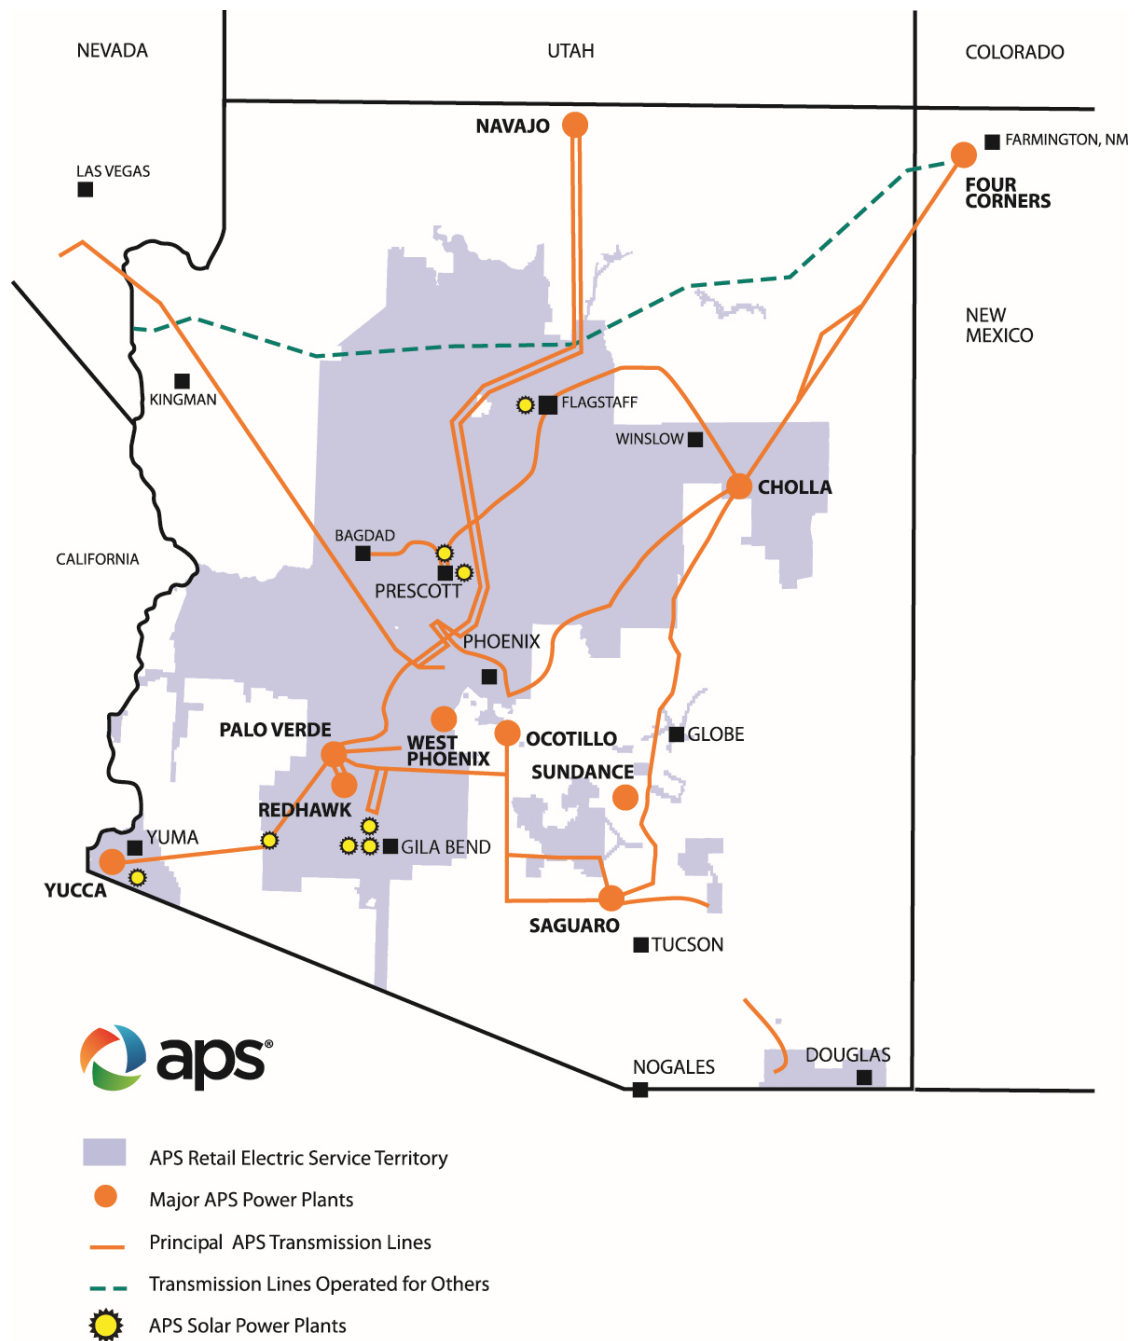 NEVADA
UTAH
COLORADO
NAVAJO
FARMINGTON, NM
LAS VEGAS
FOUR
CORNERS
NEW
MEXICO
KINGMAN
FLAGSTAFF
WINSLOW
CHOLLA
BAGDAD
CALIFORNIA
PRESCOTT
PHOENIX
PALO VERDE
WEST
PHOENIX
OCOTILLO
GLOBE
SUNDANCE
REDHAWK
YUMA
GILA BEND
YUCCA
SAGUARO
TUCSON
aps®
NOGALES
DOUGLAS
APS Retail Electric Service Territory
Major APS Power Plants
Principal APS Transmission Lines
Transmission Lines Operated for Others
APS Solar Power Plants